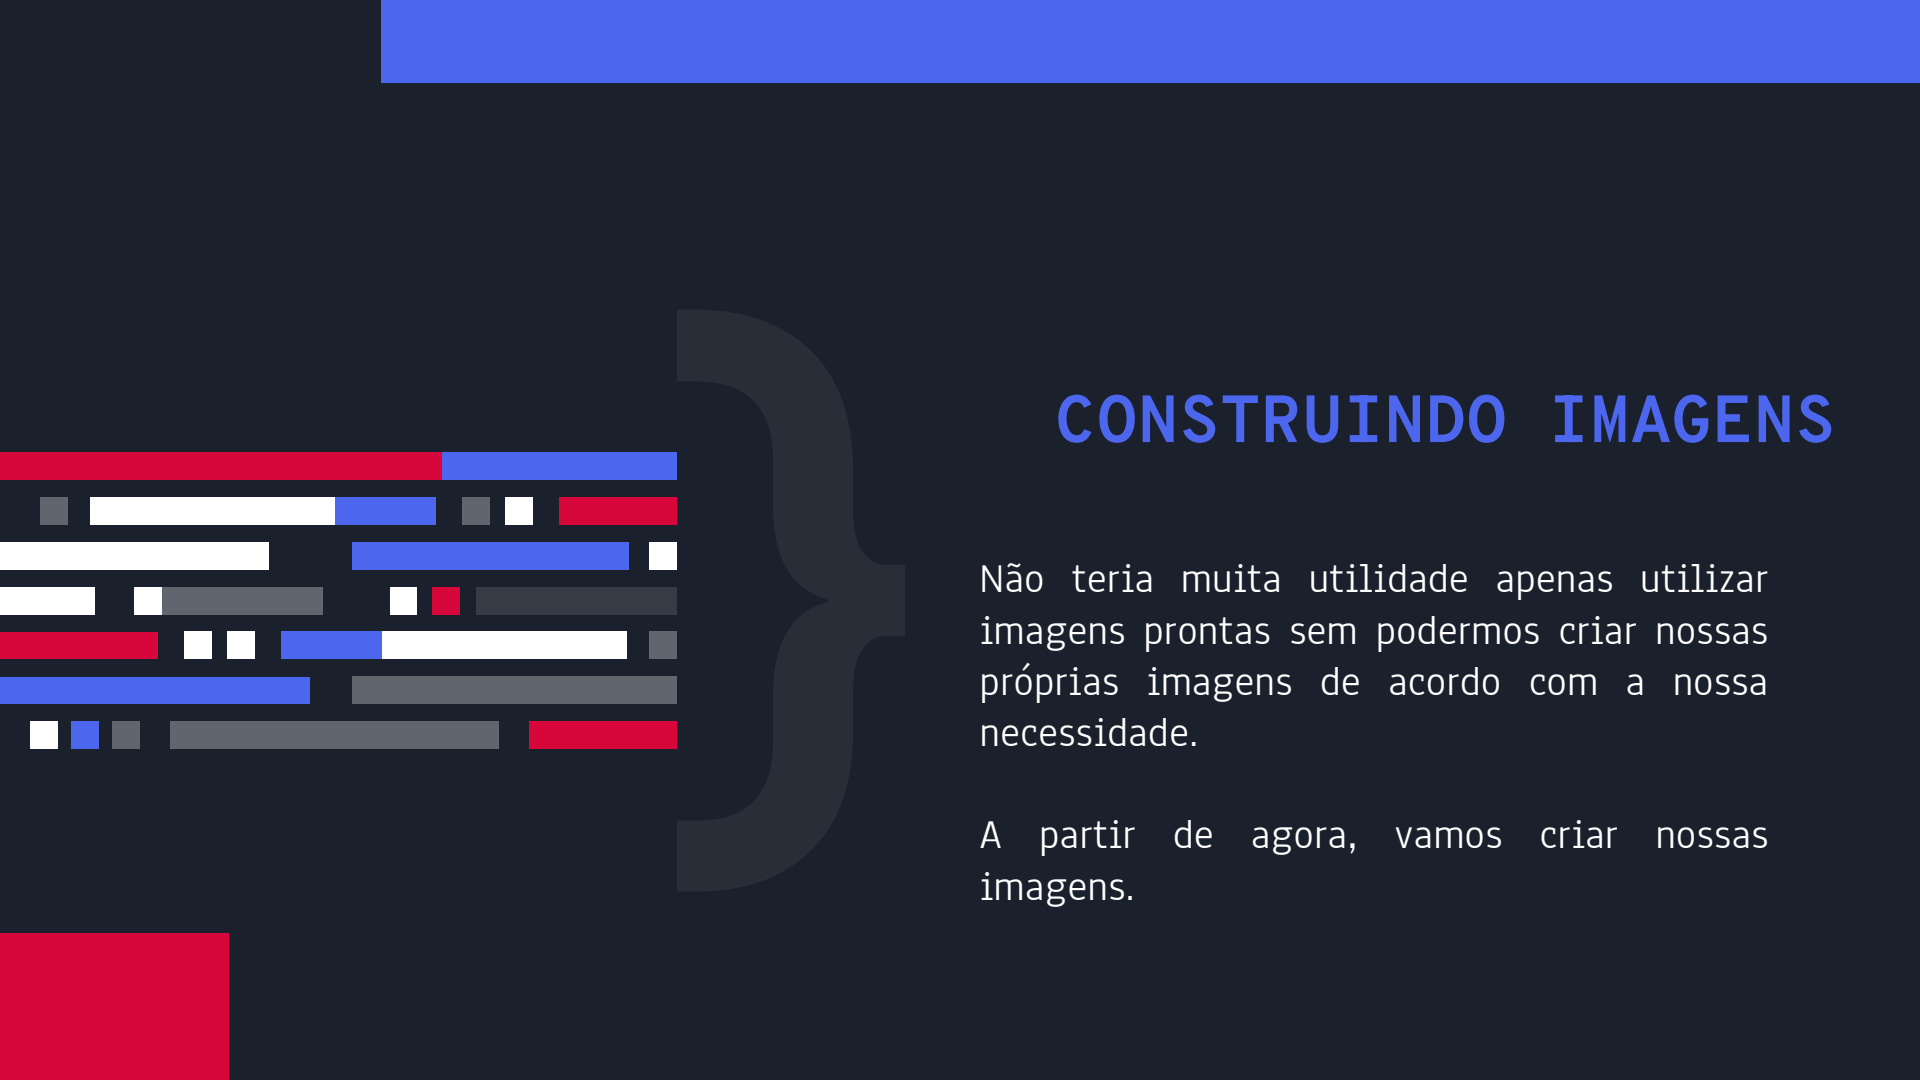 CONSTRUINDO IMAGENS
Não teria muita utilidade apenas utilizar
imagens prontas sem podermos criar nossas
próprias imagens de acordo com a nossa
necessidade.
A partir de agora, vamos criar nossas
imagens.